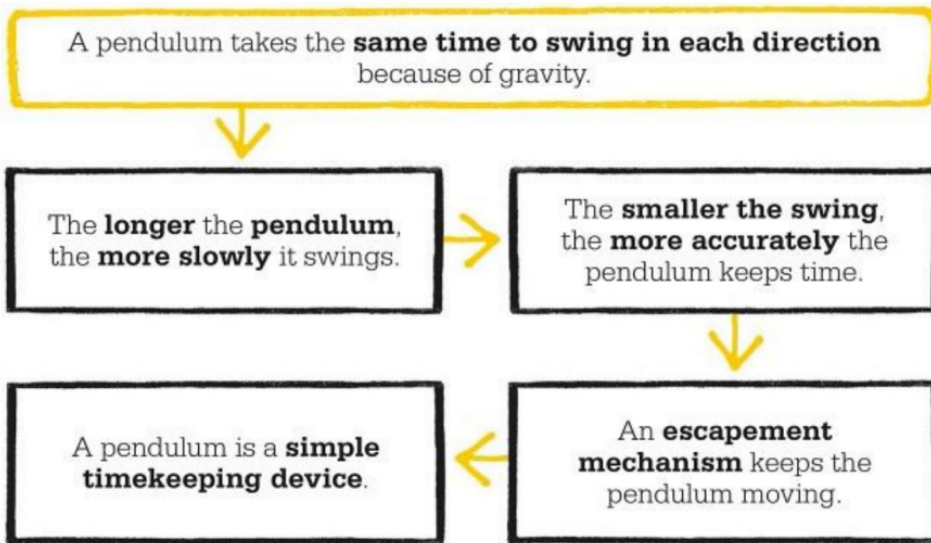 A pendulum takes the same time to swing in each direction
because of gravity.
The longer the pendulum,
the more slowly it swings.
The smaller the swing,
the more accurately the
pendulum keeps time.
An escapement
mechanism keeps the
pendulum moving.
A pendulum is a simple
timekeeping device.